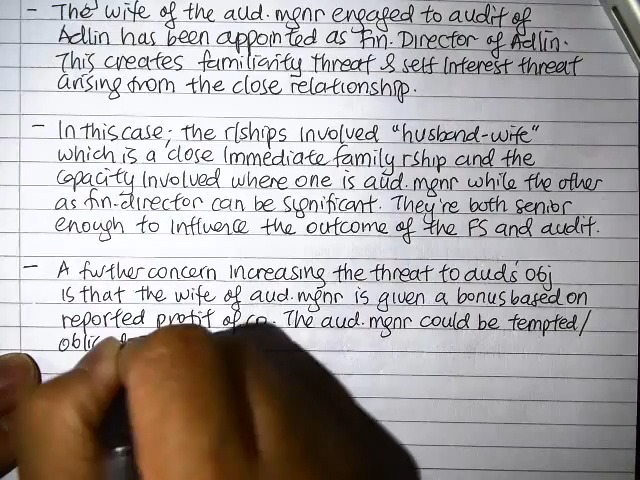 - The wife of the aud. mgnr engaged to audit of
Adlin has been appointed as Fin. Director of Adlin.
This creates familiarity threat & self interest threat
arising from the close relationship.
- In this case, the r/ships involved "husband-wife"
which is a close immediate family rship and the
capacity involved where one is aud. mgnr while the other
as fin. director can be significant. They're both senior
enough to influence the outcome of the FS and audit.
- A further concern increasing the threat to auds' obj
is that the wife of aud. mgnr is given a bonus based on
reported profit of co. The aud. mgnr could be tempted/